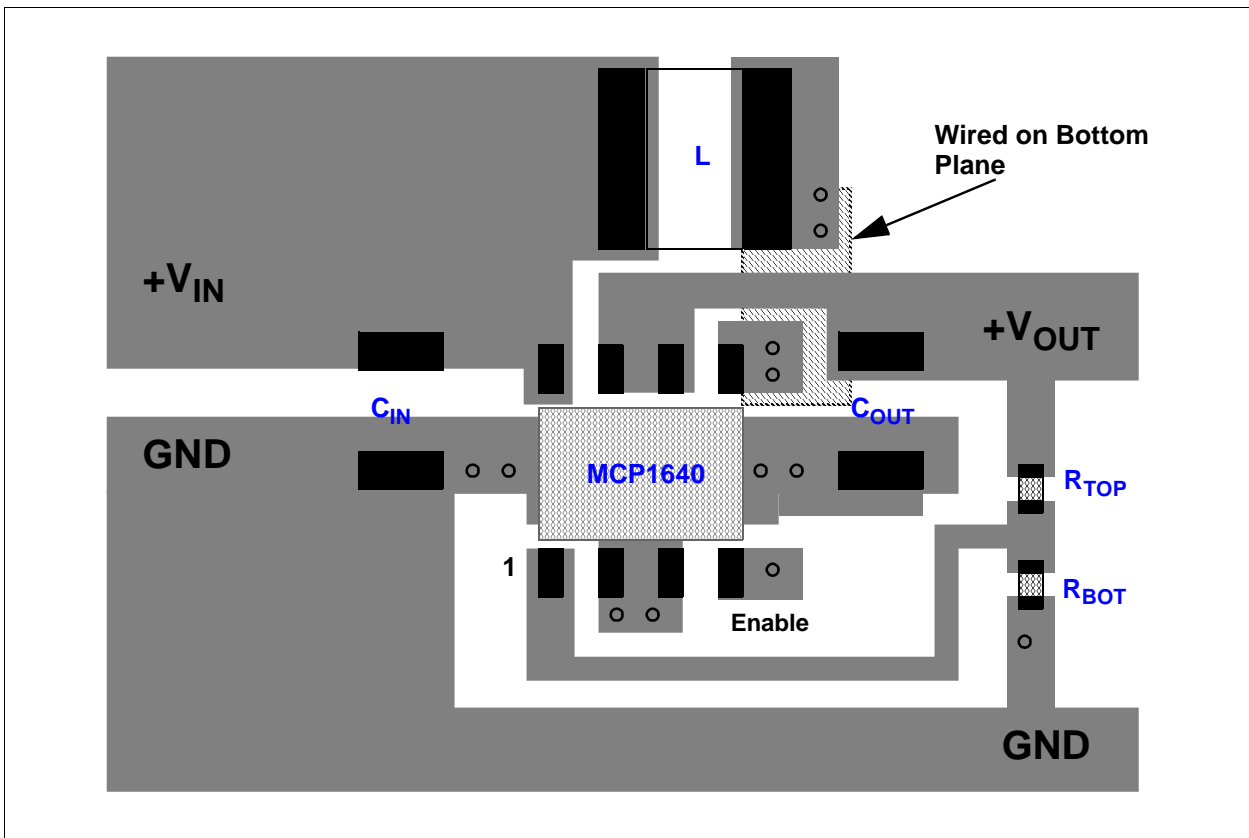 Wired on Bottom
Plane
L
+VIN
+VOUT
CIN
COUT
GND
MCP1640
RTOP
1
RBOT
Enable
GND